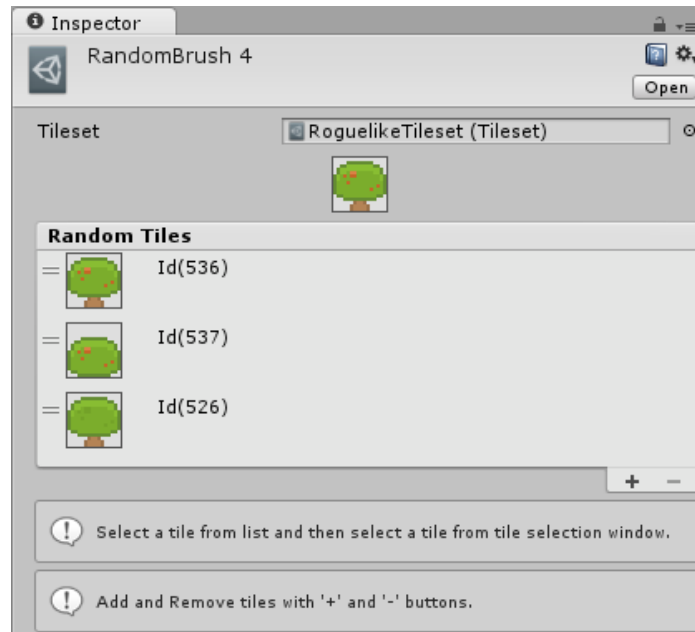 Inspector
RandomBrush 4
Open
Tileset RoguelikeTileset (Tileset)
Random Tiles
Id(536)
Id(537)
Id(526)
+ −
Select a tile from list and then select a tile from tile selection window.
Add and Remove tiles with '+' and '-' buttons.